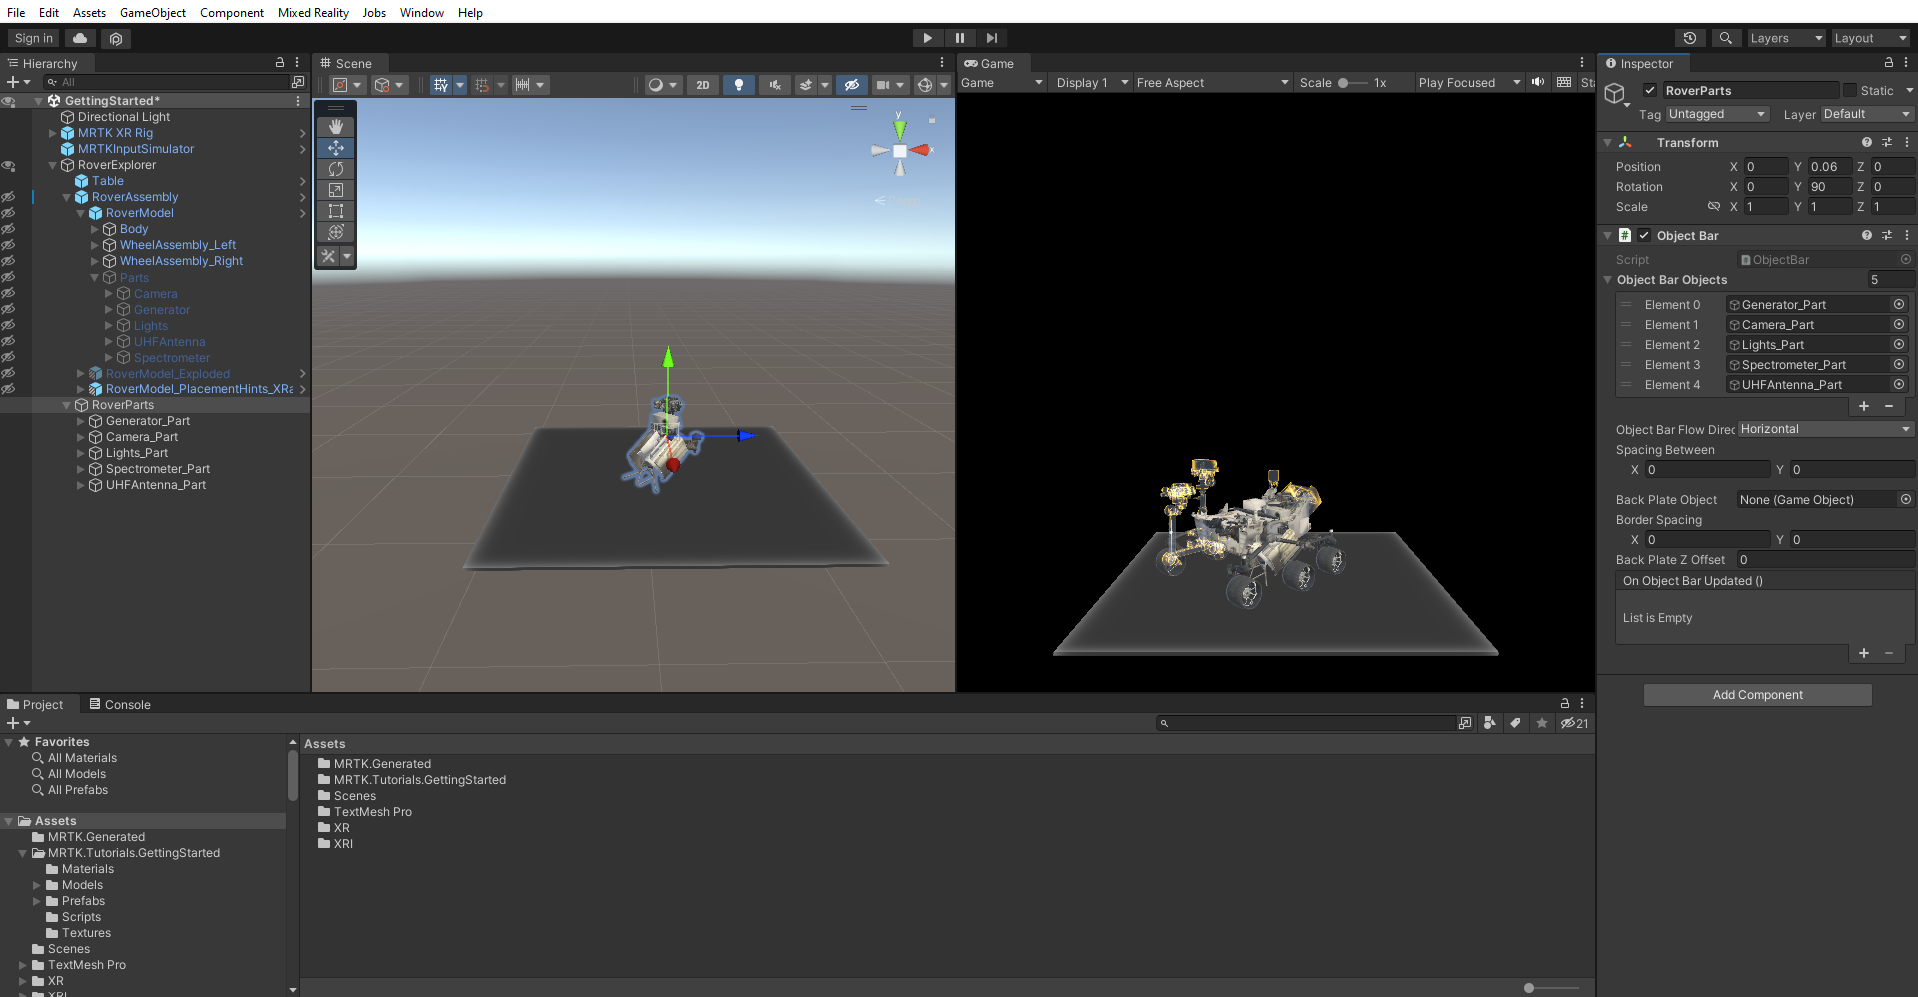 File Edit Assets GameObject Component Mixed Reality Jobs Window Help
Sign in
Layers Layout
Hierarchy
All
GettingStarted*
Directional Light
MRTK XR Rig
MRTKInputSimulator
RoverExplorer
Table
RoverAssembly
RoverModel
Body
WheelAssembly_Left
WheelAssembly_Right
Parts
Camera
Generator
Lights
UHFAntenna
Spectrometer
RoverModel_Exploded
RoverModel_PlacementHints_XRa
RoverParts
Generator_Part
Camera_Part
Lights_Part
Spectrometer_Part
UHFAntenna_Part
Scene
2D
y
x
Game
Game Display 1 Free Aspect Scale 1x Play Focused Sta
Inspector
RoverParts Static
Tag Untagged Layer Default
Transform
Position X 0 Y 0.06 Z 0
Rotation X 0 Y 90 Z 0
Scale X 1 Y 1 Z 1
# Object Bar
Script ObjectBar
Object Bar Objects 5
Element 0 Generator_Part
Element 1 Camera_Part
Element 2 Lights_Part
Element 3 Spectrometer_Part
Element 4 UHFAntenna_Part
Object Bar Flow Direc Horizontal
Spacing Between
X 0 Y 0
Back Plate Object None (Game Object)
Border Spacing
X 0 Y 0
Back Plate Z Offset 0
On Object Bar Updated ()
List is Empty
Add Component
Project Console
21
Favorites
All Materials
All Models
All Prefabs
Assets
MRTK.Generated
MRTK.Tutorials.GettingStarted
Materials
Models
Prefabs
Scripts
Textures
Scenes
TextMesh Pro
XR
XRI
Assets
MRTK.Generated
MRTK.Tutorials.GettingStarted
Scenes
TextMesh Pro
XR
XRI